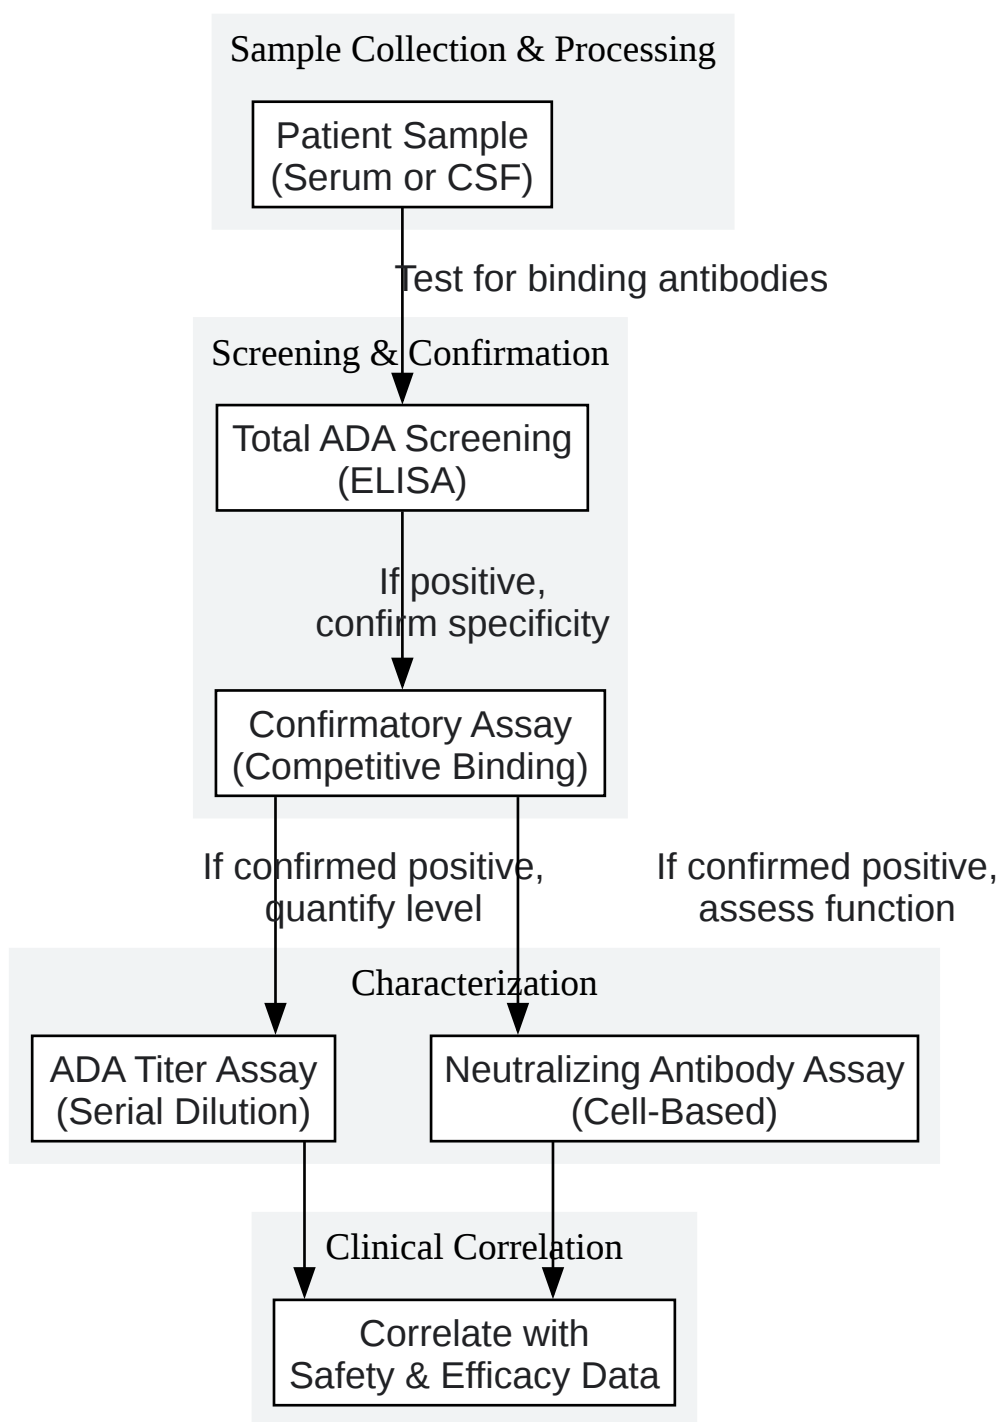 Sample Collection & Processing
Patient Sample
(Serum or CSF)
Test for binding antibodies
Screening & Confirmation
Total ADA Screening
(ELISA)
If positive,
confirm specificity
Confirmatory Assay
(Competitive Binding)
If confirmed positive,
quantify level
If confirmed positive,
assess function
Characterization
ADA Titer Assay
(Serial Dilution)
Neutralizing Antibody Assay
(Cell-Based)
Clinical Correlation
Correlate with
Safety & Efficacy Data